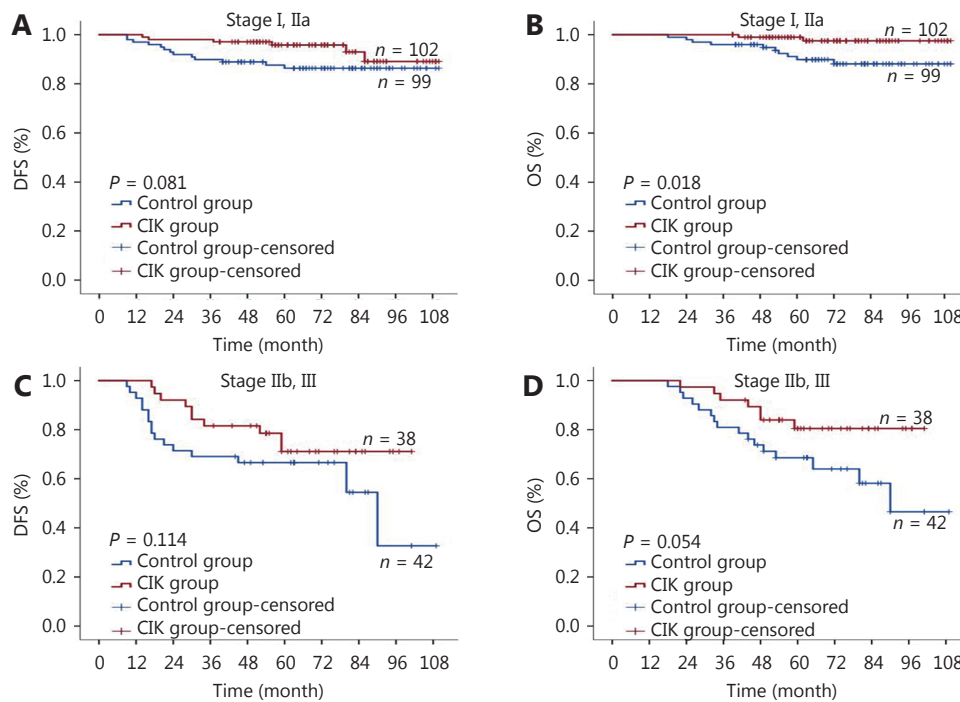 A
Stage I, IIa
1.0
0.8
0.6
0.4
0.2
0.0
DFS (%)
n = 102
n = 99
P = 0.081
Control group
CIK group
Control group-censored
CIK group-censored
0 12 24 36 48 60 72 84 96 108
Time (month)
B
Stage I, IIa
1.0
0.8
0.6
0.4
0.2
0.0
OS (%)
n = 102
n = 99
P = 0.018
Control group
CIK group
Control group-censored
CIK group-censored
0 12 24 36 48 60 72 84 96 108
Time (month)
C
Stage IIb, III
1.0
0.8
0.6
0.4
0.2
0.0
DFS (%)
n = 38
n = 42
P = 0.114
Control group
CIK group
Control group-censored
CIK group-censored
0 12 24 36 48 60 72 84 96 108
Time (month)
D
Stage IIb, III
1.0
0.8
0.6
0.4
0.2
0.0
OS (%)
n = 38
n = 42
P = 0.054
Control group
CIK group
Control group-censored
CIK group-censored
0 12 24 36 48 60 72 84 96 108
Time (month)